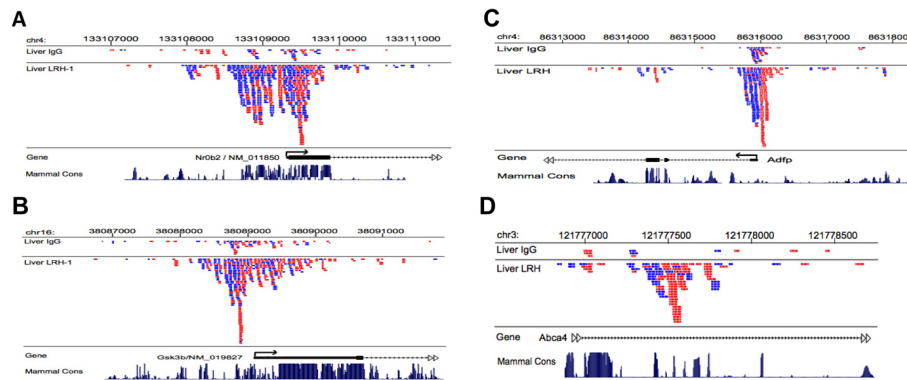 A
chr4: 133107000 133108000 133109000 133110000 133111000
Liver IgG
Liver LRH-1
Nr0b2 / NM_011850
Gene
Mammal Cons
B
chr16: 38087000 38088000 38089000 38090000 38091000
Liver IgG
Liver LRH-1
Gene
Gsk3b/NM_019827
Mammal Cons
C
chr4: 86313000 86314000 86315000 86316000 86317000 86318000
Liver IgG
Liver LRH
Gene
Adfp
Mammal Cons
D
chr3: 121777000 121777500 121778000 121778500
Liver IgG
Liver LRH
Gene
Abca4
Mammal Cons